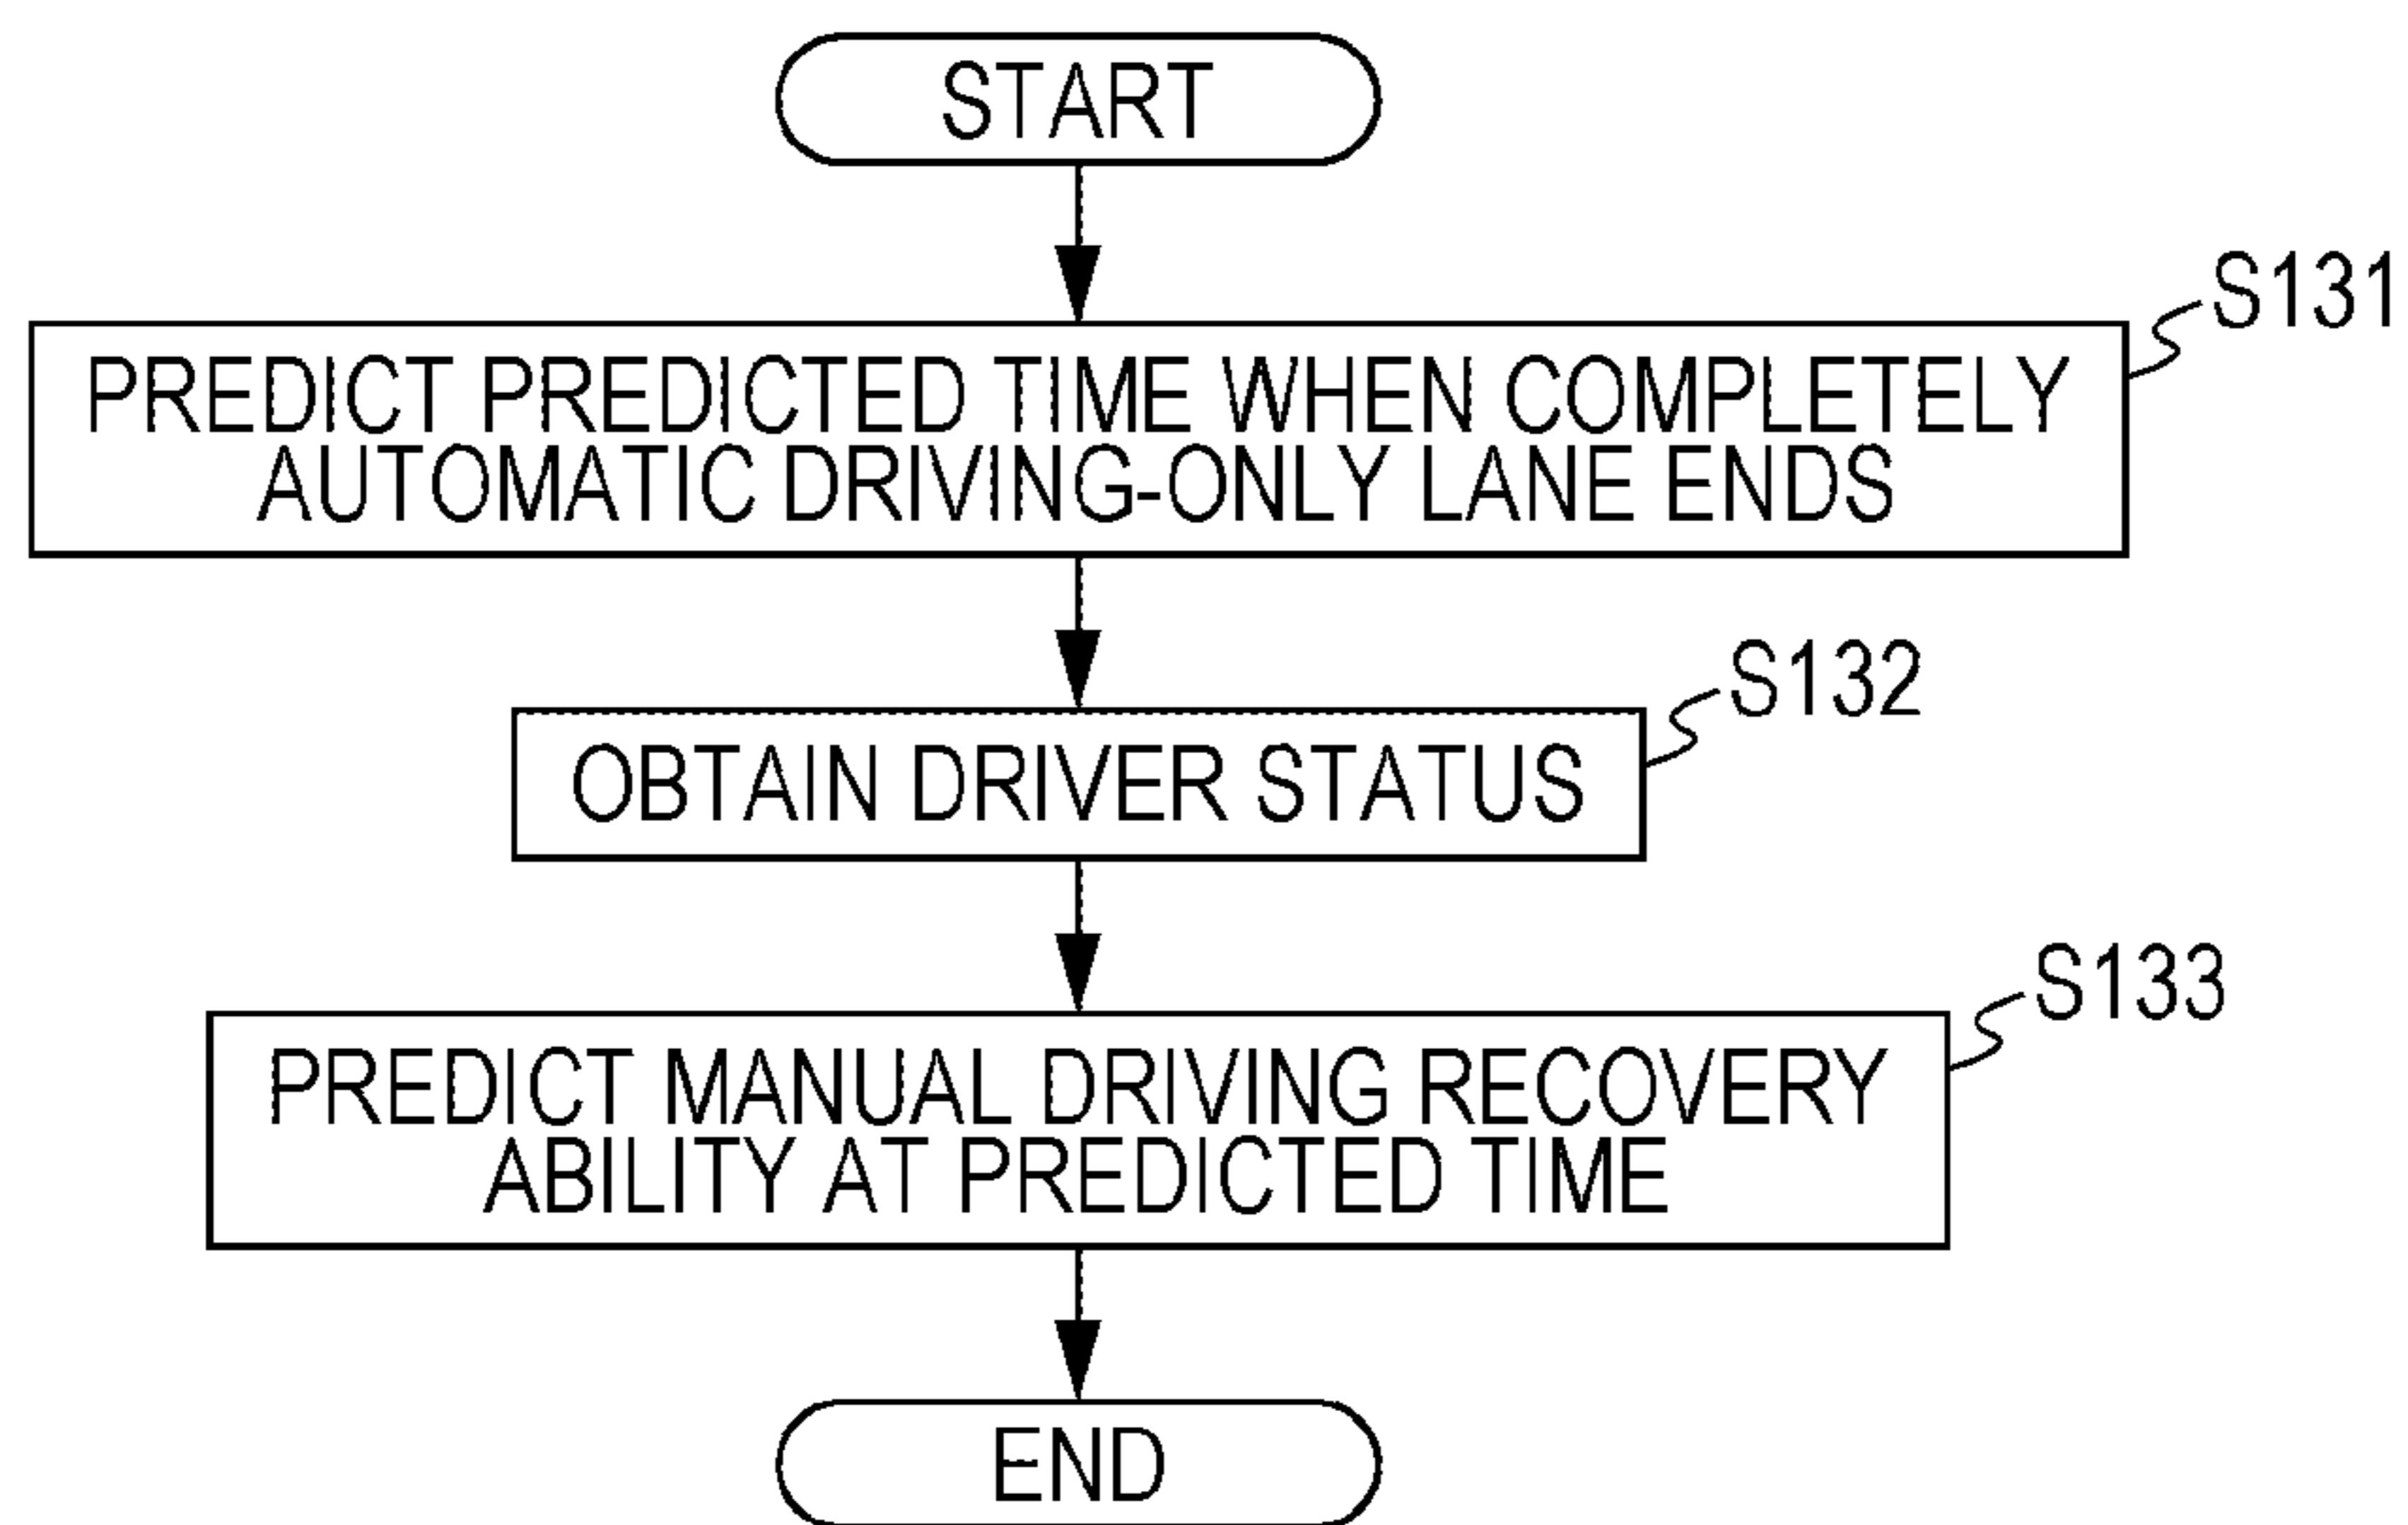 START
S131
PREDICT PREDICTED TIME WHEN COMPLETELY
AUTOMATIC DRIVING-ONLY LANE ENDS
S132
OBTAIN DRIVER STATUS
S133
PREDICT MANUAL DRIVING RECOVERY
ABILITY AT PREDICTED TIME
END